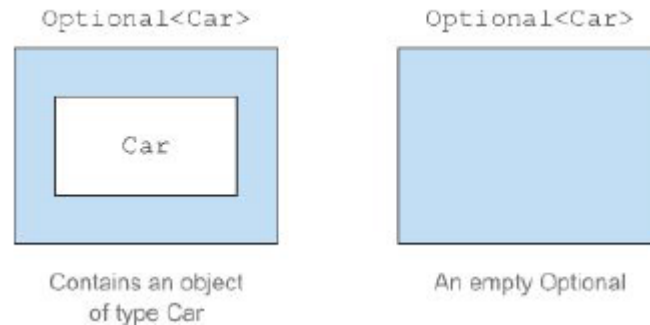 Optional<Car>
Optional<Car>
Car
Contains an object
of type Car
An empty Optional